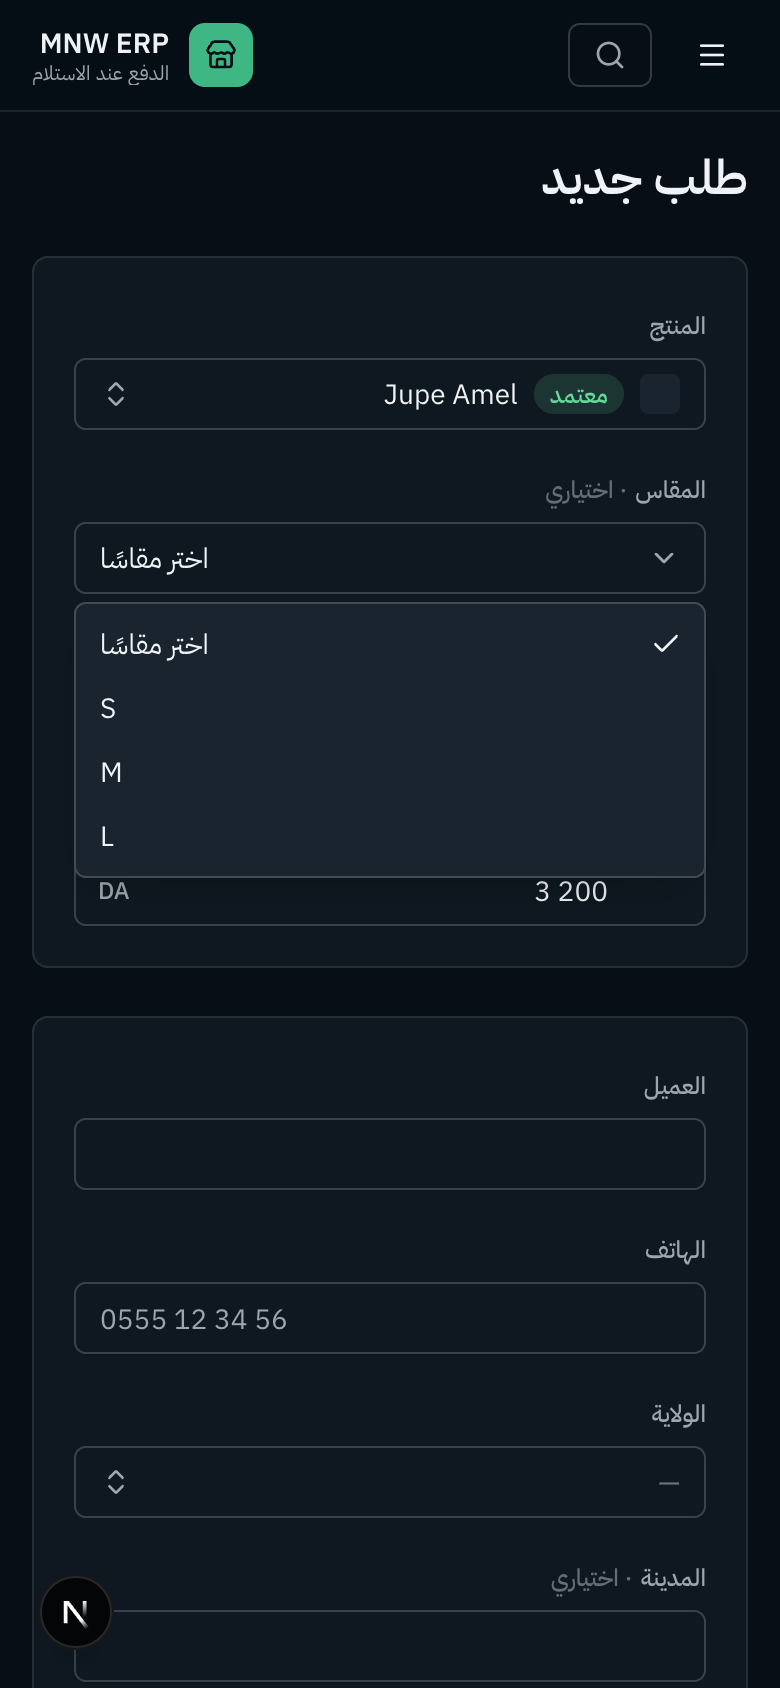 MNW ERP
الدفع عند الاستلام
طلب جديد
المنتج
معتمد Jupe Amel
المقاس · اختياري
اختر مقاسًا
اختر مقاسًا
S
M
L
3 200 DA
العميل
الهاتف
0555 12 34 56
الولاية
—
المدينة · اختياري
N